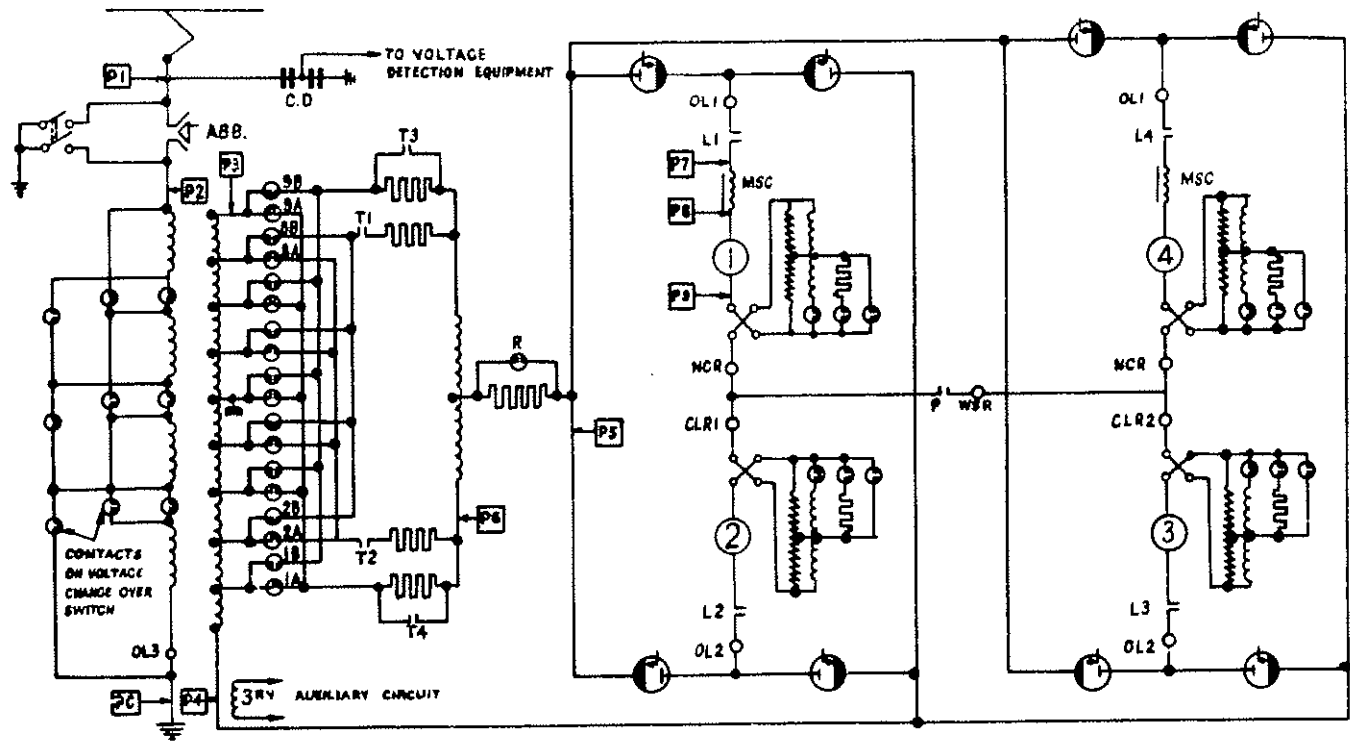 TO VOLTAGE
DETECTION EQUIPMENT
P1
C.D
A.B.B.
P3
P2
T3
T1
9B
9A
8B
8A
2B
2A
1B
1A
T2
T4
R
P5
P6
CONTACTS
ON VOLTAGE
CHANGE OVER
SWITCH
OL3
P4
3RY AUXILIARY CIRCUIT
OL1
L1
P7
MSC
P8
1
P9
NCR
CLR1
2
L2
OL2
P
WSR
OL1
L4
MSC
4
NCR
CLR2
3
L3
OL2